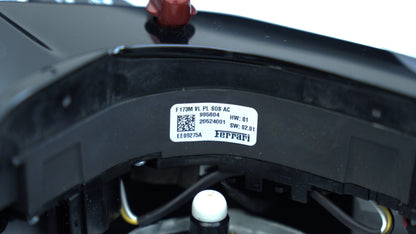 F173M VL PL SOS AC
995604
20524001
EE09275A
HW: 01
SW: 02.01
Ferrari